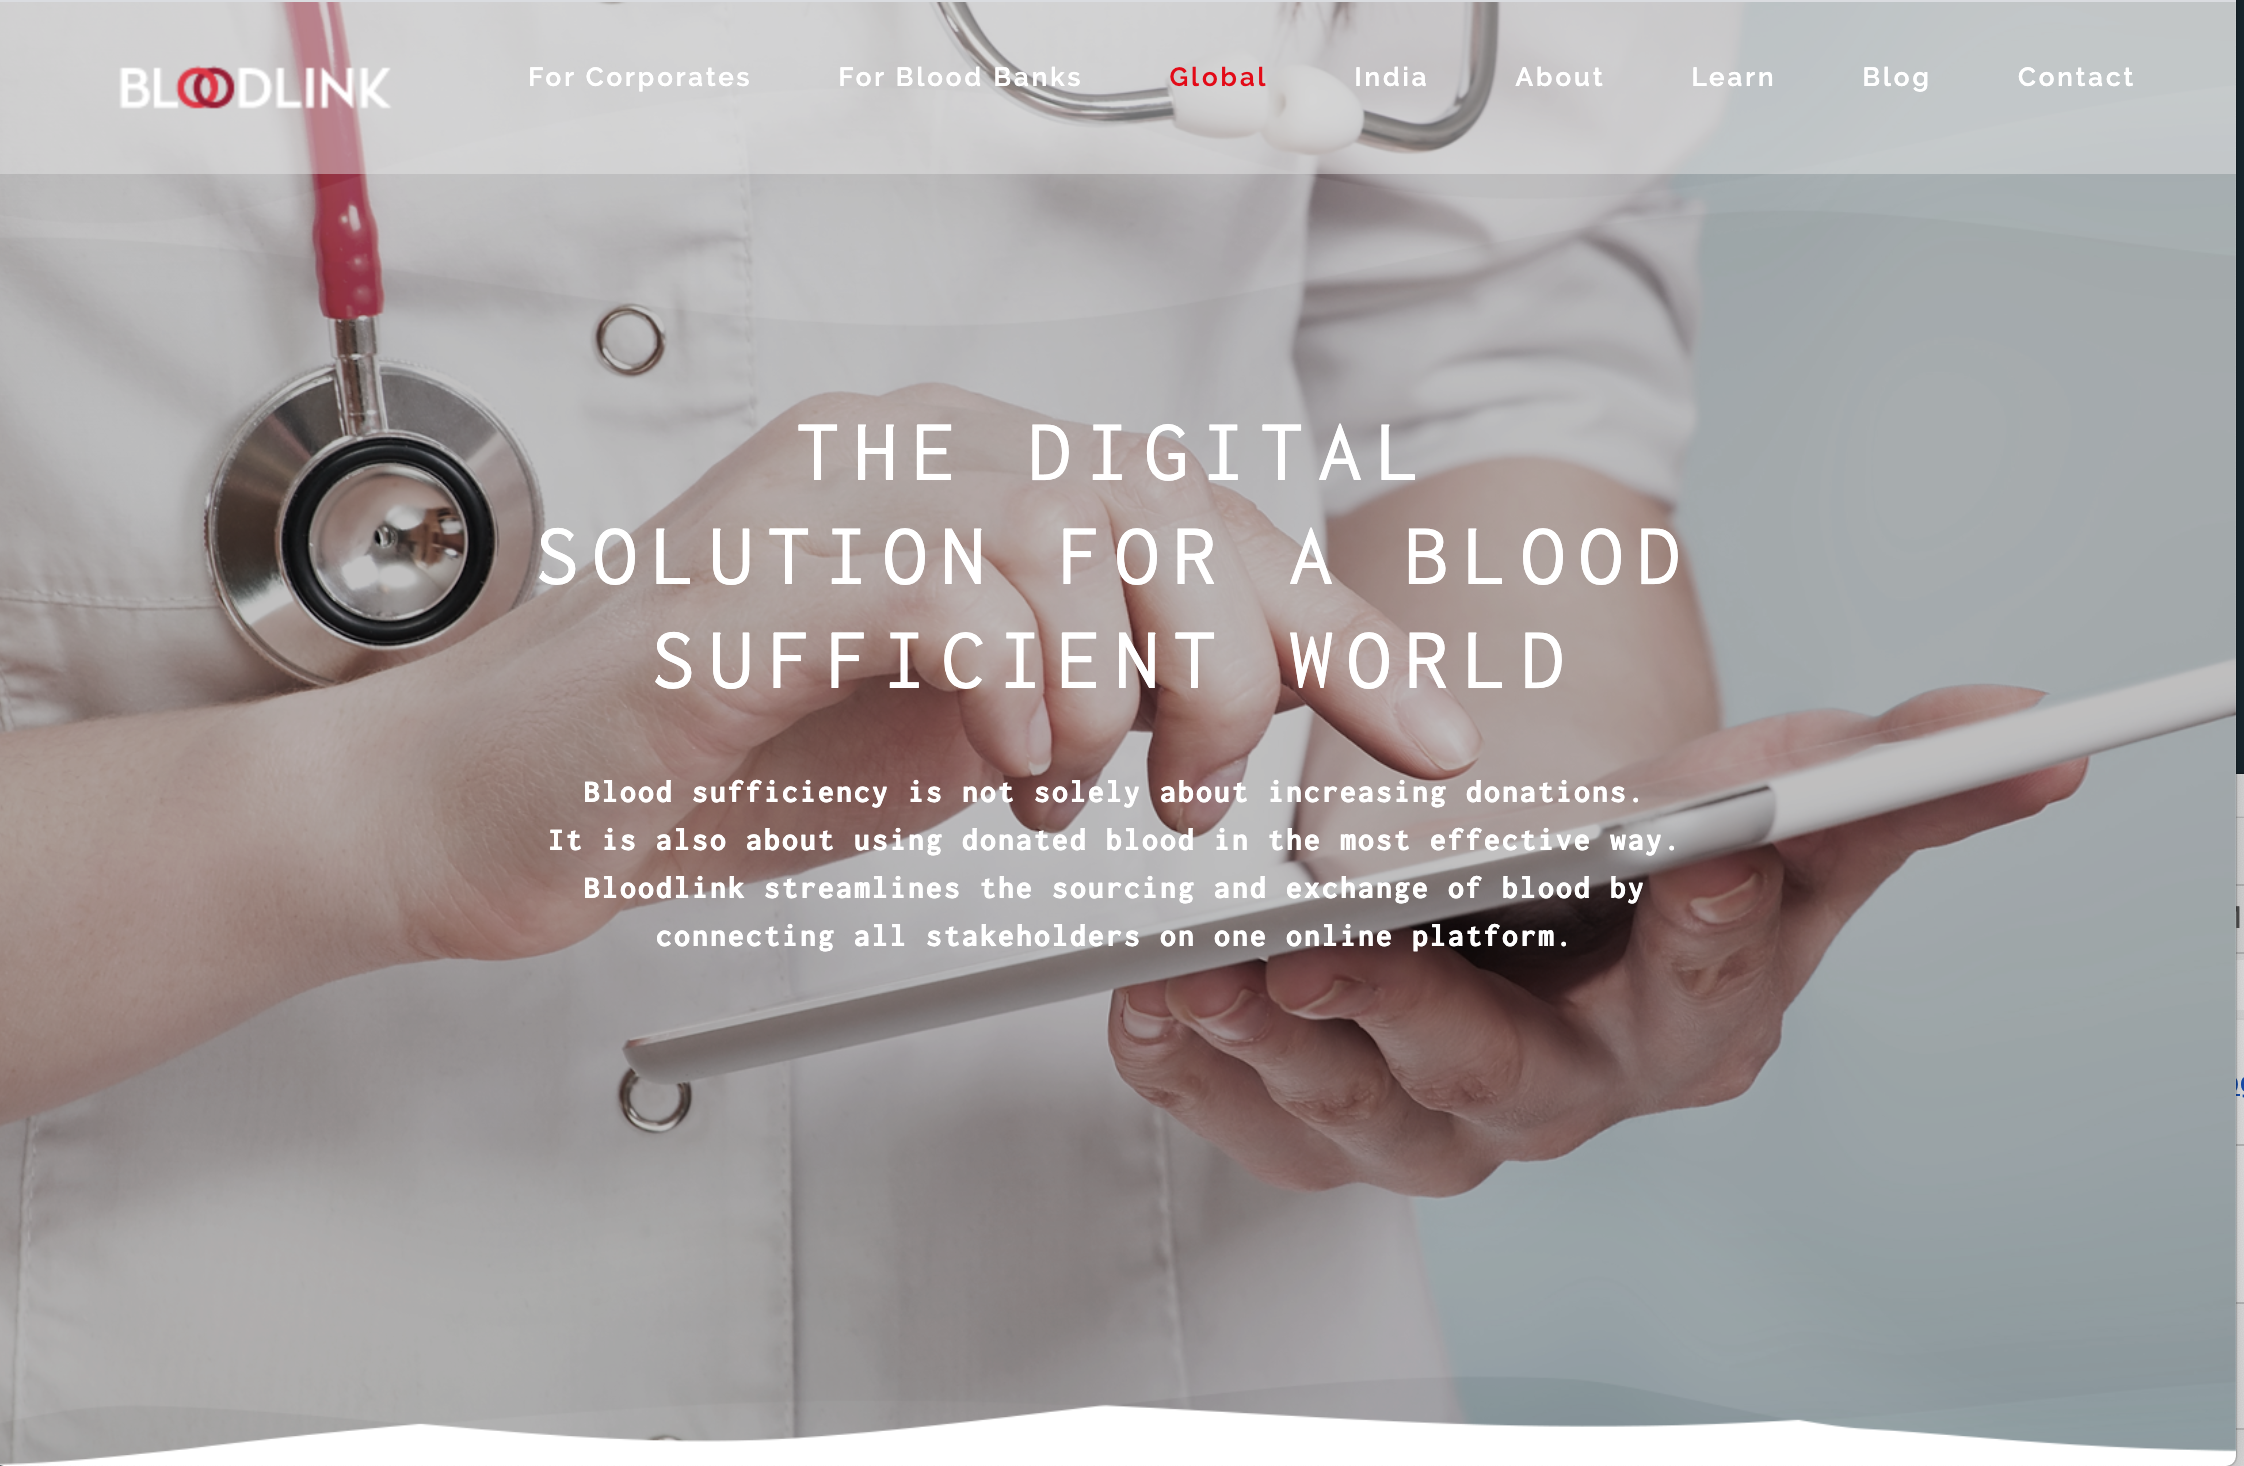 BLOODLINK
For Corporates For Blood Banks Global India About Learn Blog Contact
THE DIGITAL
SOLUTION FOR A BLOOD
SUFFICIENT WORLD
Blood sufficiency is not solely about increasing donations.
It is also about using donated blood in the most effective way.
Bloodlink streamlines the sourcing and exchange of blood by
connecting all stakeholders on one online platform.